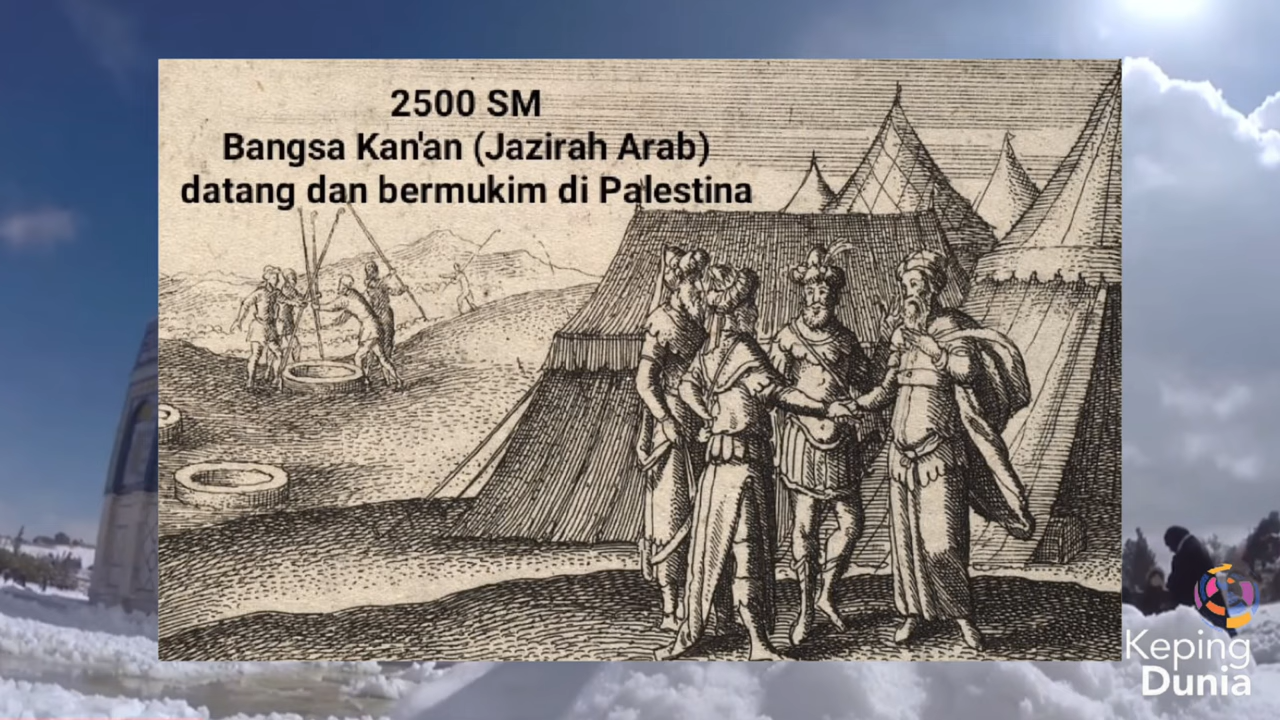 2500 SM
Bangsa Kan'an (Jazirah Arab)
datang dan bermukim di Palestina
Keping
Dunia